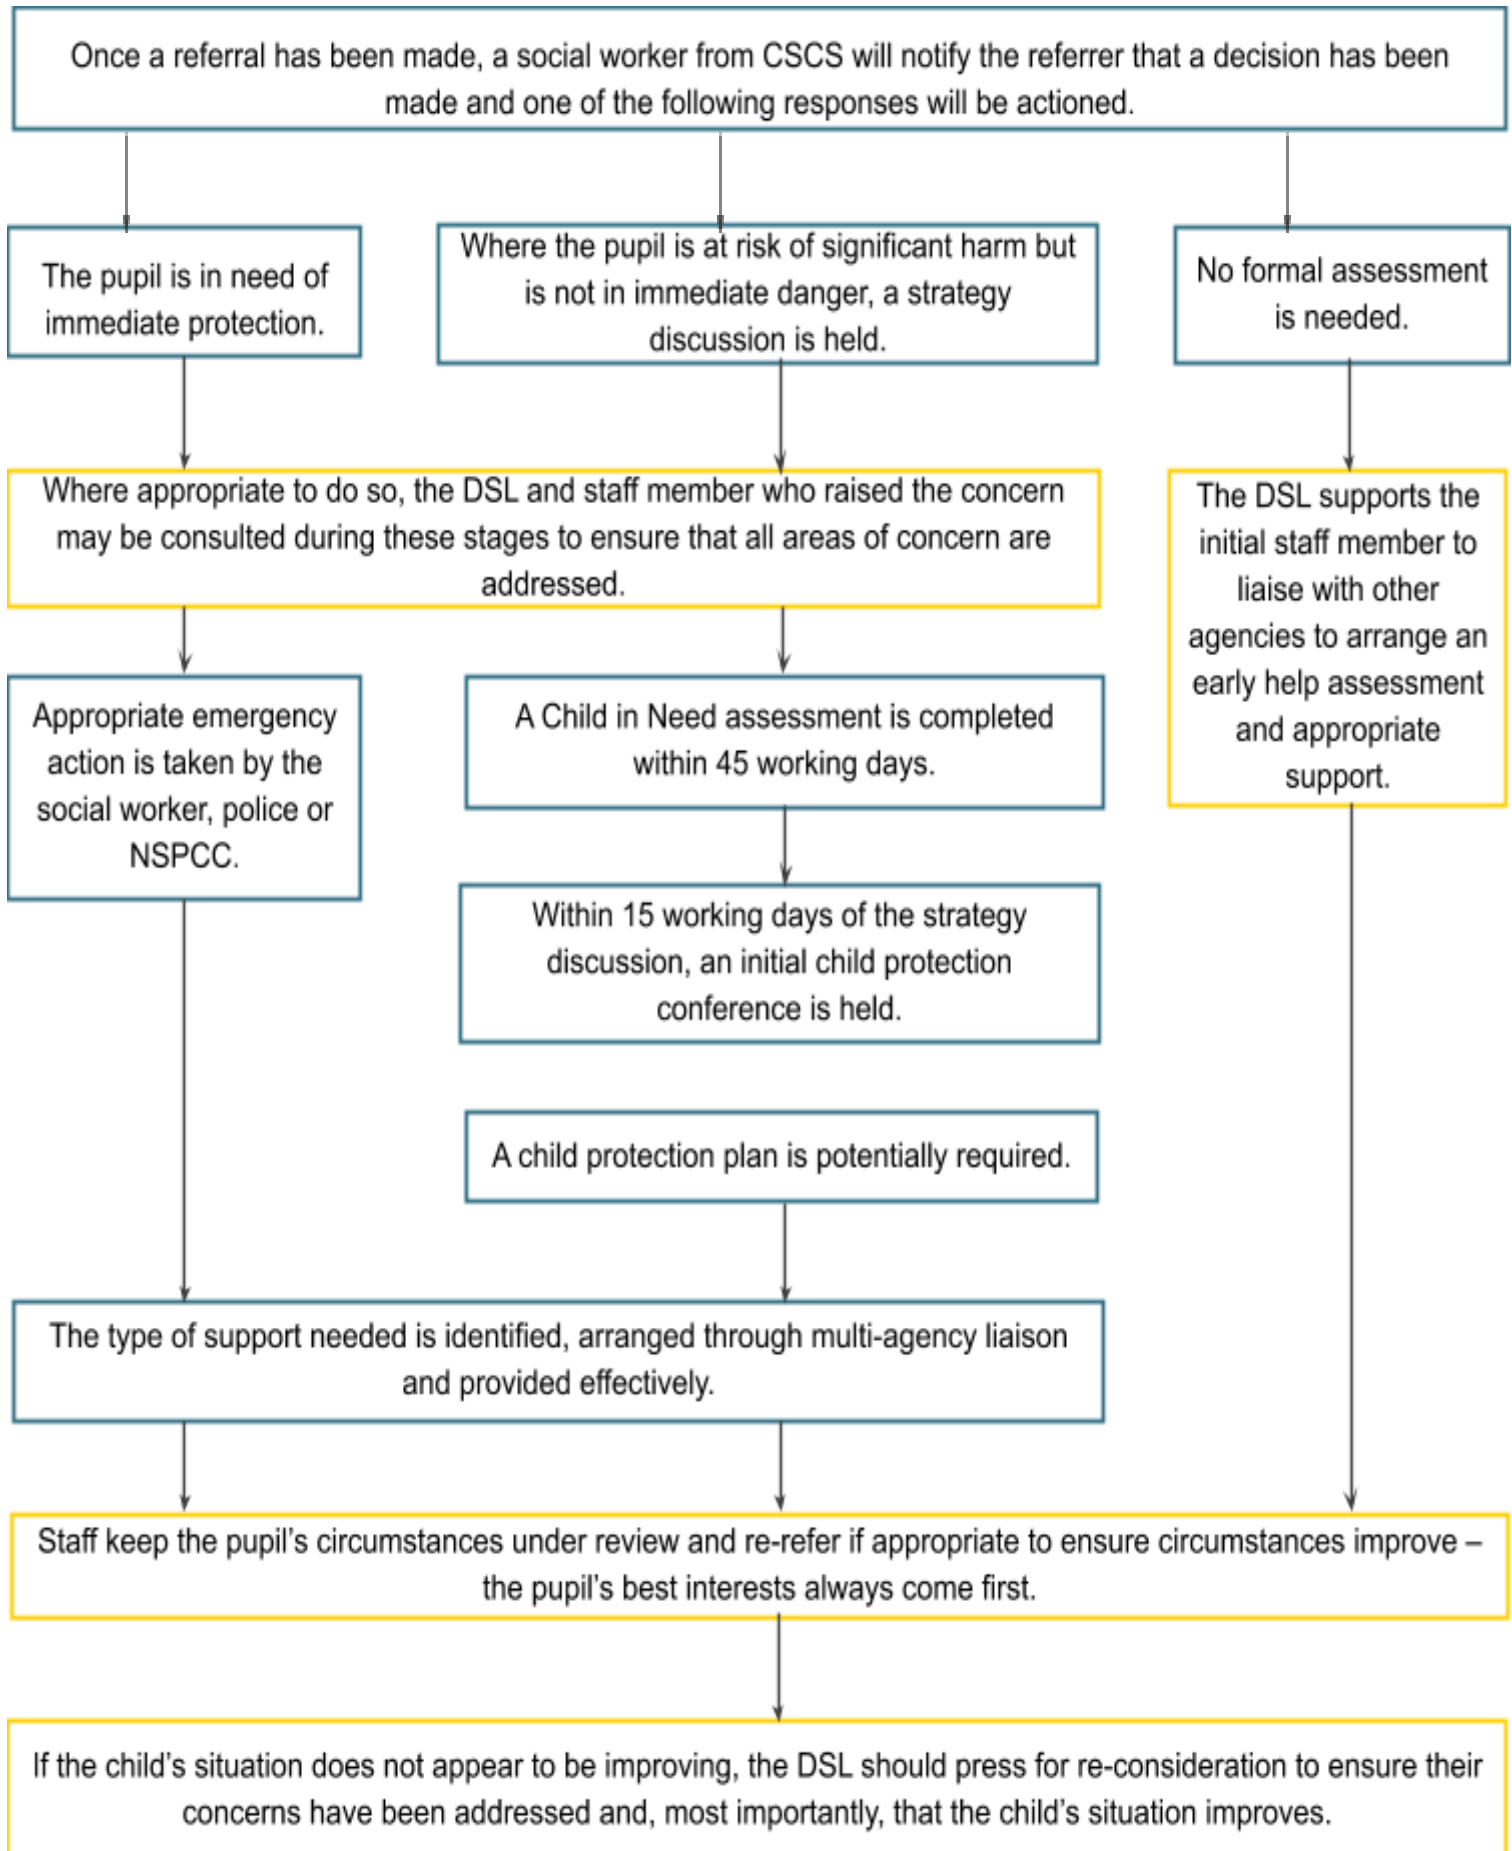 Once a referral has been made, a social worker from CSCS will notify the referrer that a decision has been
made and one of the following responses will be actioned.
The pupil is in need of
immediate protection.
Where the pupil is at risk of significant harm but
is not in immediate danger, a strategy
discussion is held.
No formal assessment
is needed.
Where appropriate to do so, the DSL and staff member who raised the concern
may be consulted during these stages to ensure that all areas of concern are
addressed.
The DSL supports the
initial staff member to
liaise with other
agencies to arrange an
early help assessment
and appropriate
support.
Appropriate emergency
action is taken by the
social worker, police or
NSPCC.
A Child in Need assessment is completed
within 45 working days.
Within 15 working days of the strategy
discussion, an initial child protection
conference is held.
A child protection plan is potentially required.
The type of support needed is identified, arranged through multi-agency liaison
and provided effectively.
Staff keep the pupil’s circumstances under review and re-refer if appropriate to ensure circumstances improve –
the pupil’s best interests always come first.
If the child’s situation does not appear to be improving, the DSL should press for re-consideration to ensure their
concerns have been addressed and, most importantly, that the child’s situation improves.